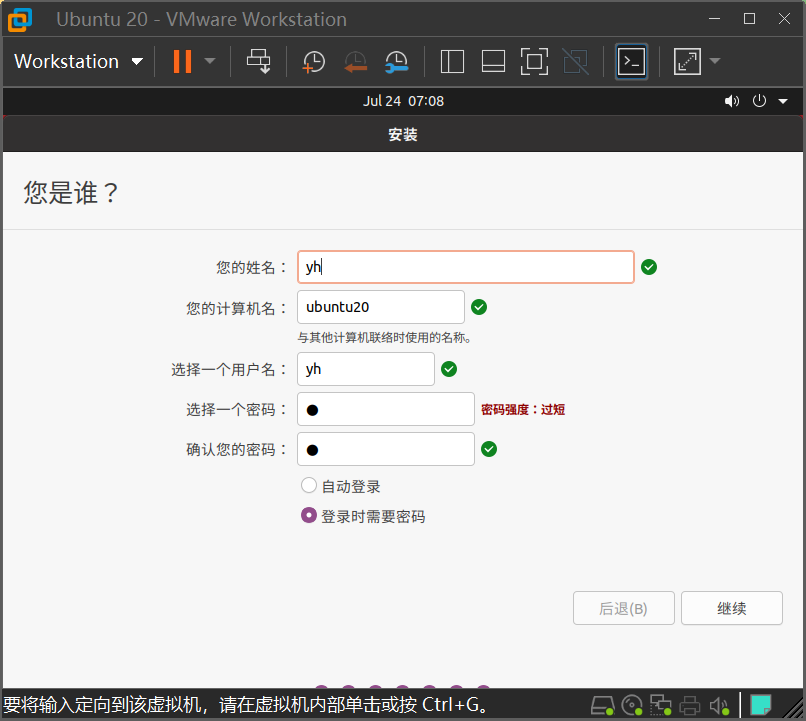 Ubuntu 20 - VMware Workstation
Workstation
Jul 24 07:08
安装
您是谁？
您的姓名： yh
您的计算机名： ubuntu20
与其他计算机联络时使用的名称。
选择一个用户名： yh
选择一个密码： ● 密码强度：过短
确认您的密码： ●
自动登录
登录时需要密码
后退(B) 继续
要将输入定向到该虚拟机，请在虚拟机内部单击或按 Ctrl+G。